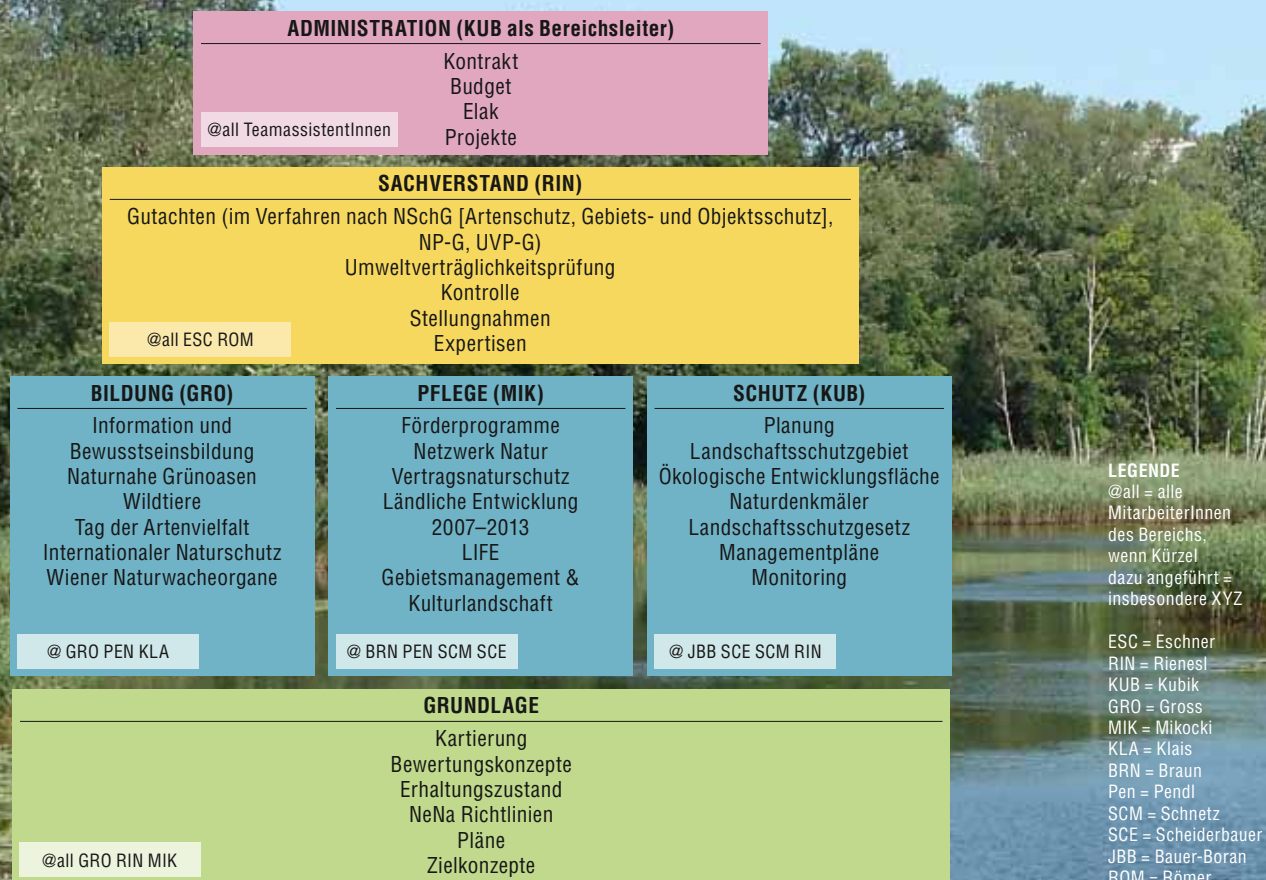 ADMINISTRATION (KUB als Bereichsleiter)
Kontrakt
Budget
Elak
Projekte
@all TeamassistentInnen
SACHVERSTAND (RIN)
Gutachten (im Verfahren nach NSchG [Artenschutz, Gebiets- und Objektsschutz],
NP-G, UVP-G)
Umweltverträglichkeitsprüfung
Kontrolle
Stellungnahmen
Expertisen
@all ESC ROM
BILDUNG (GRO)
Information und
Bewusstseinsbildung
Naturnahe Grünoasen
Wildtiere
Tag der Artenvielfalt
Internationaler Naturschutz
Wiener Naturwacheorgane
@ GRO PEN KLA
PFLEGE (MIK)
Förderprogramme
Netzwerk Natur
Vertragsnaturschutz
Ländliche Entwicklung
2007–2013
LIFE
Gebietsmanagement &
Kulturlandschaft
@ BRN PEN SCM SCE
SCHUTZ (KUB)
Planung
Landschaftsschutzgebiet
Ökologische Entwicklungsfläche
Naturdenkmäler
Landschaftsschutzgesetz
Managementpläne
Monitoring
@ JBB SCE SCM RIN
GRUNDLAGE
Kartierung
Bewertungskonzepte
Erhaltungszustand
NeNa Richtlinien
Pläne
Zielkonzepte
@all GRO RIN MIK
LEGENDE
@all = alle
MitarbeiterInnen
des Bereichs,
wenn Kürzel
dazu angeführt =
insbesondere XYZ
ESC = Eschner
RIN = Rienesl
KUB = Kubik
GRO = Gross
MIK = Mikocki
KLA = Klais
BRN = Braun
Pen = Pendl
SCM = Schnetz
SCE = Scheiderbauer
JBB = Bauer-Boran
ROM = Römer